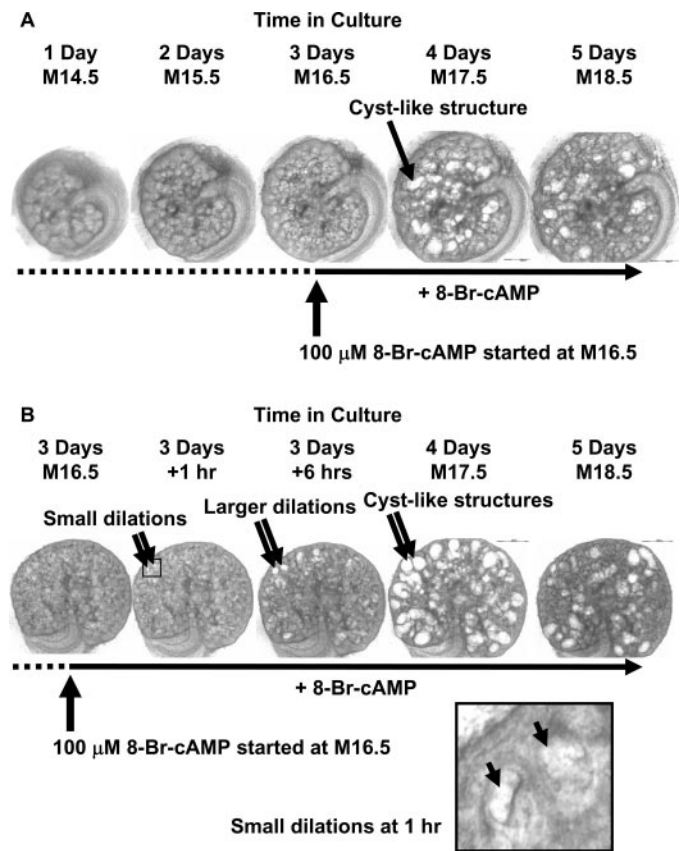 A
Time in Culture
1 Day 2 Days 3 Days 4 Days 5 Days
M14.5 M15.5 M16.5 M17.5 M18.5
Cyst-like structure
+ 8-Br-cAMP
100 μM 8-Br-cAMP started at M16.5
B
Time in Culture
3 Days 3 Days 3 Days 4 Days 5 Days
M16.5 +1 hr +6 hrs M17.5 M18.5
Small dilations Larger dilations Cyst-like structures
+ 8-Br-cAMP
100 μM 8-Br-cAMP started at M16.5
Small dilations at 1 hr